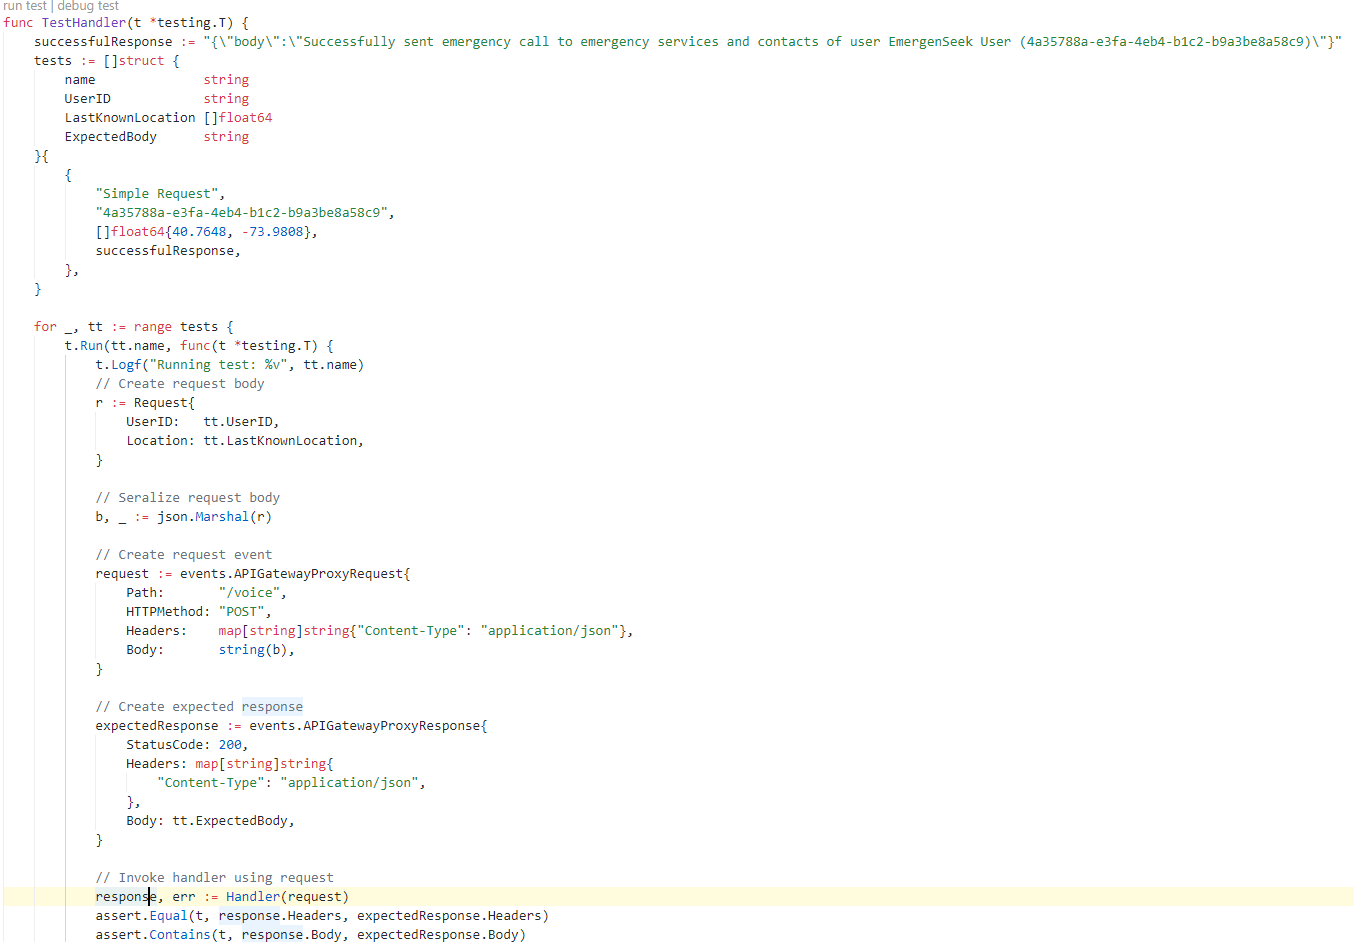 run test | debug test
func TestHandler(t *testing.T) {
    successfulResponse := "{\"body\":\"Successfully sent emergency call to emergency services and contacts of user EmergenSeek User (4a35788a-e3fa-4eb4-b1c2-b9a3be8a58c9)\"}"
    tests := []struct {
        name              string
        UserID            string
        LastKnownLocation []float64
        ExpectedBody      string
    }{
        {
            "Simple Request",
            "4a35788a-e3fa-4eb4-b1c2-b9a3be8a58c9",
            []float64{40.7648, -73.9808},
            successfulResponse,
        },
    }

    for _, tt := range tests {
        t.Run(tt.name, func(t *testing.T) {
            t.Logf("Running test: %v", tt.name)
            // Create request body
            r := Request{
                UserID:   tt.UserID,
                Location: tt.LastKnownLocation,
            }

            // Seralize request body
            b, _ := json.Marshal(r)

            // Create request event
            request := events.APIGatewayProxyRequest{
                Path:       "/voice",
                HTTPMethod: "POST",
                Headers:    map[string]string{"Content-Type": "application/json"},
                Body:       string(b),
            }

            // Create expected response
            expectedResponse := events.APIGatewayProxyResponse{
                StatusCode: 200,
                Headers: map[string]string{
                    "Content-Type": "application/json",
                },
                Body: tt.ExpectedBody,
            }

            // Invoke handler using request
            response, err := Handler(request)
            assert.Equal(t, response.Headers, expectedResponse.Headers)
            assert.Contains(t, response.Body, expectedResponse.Body)